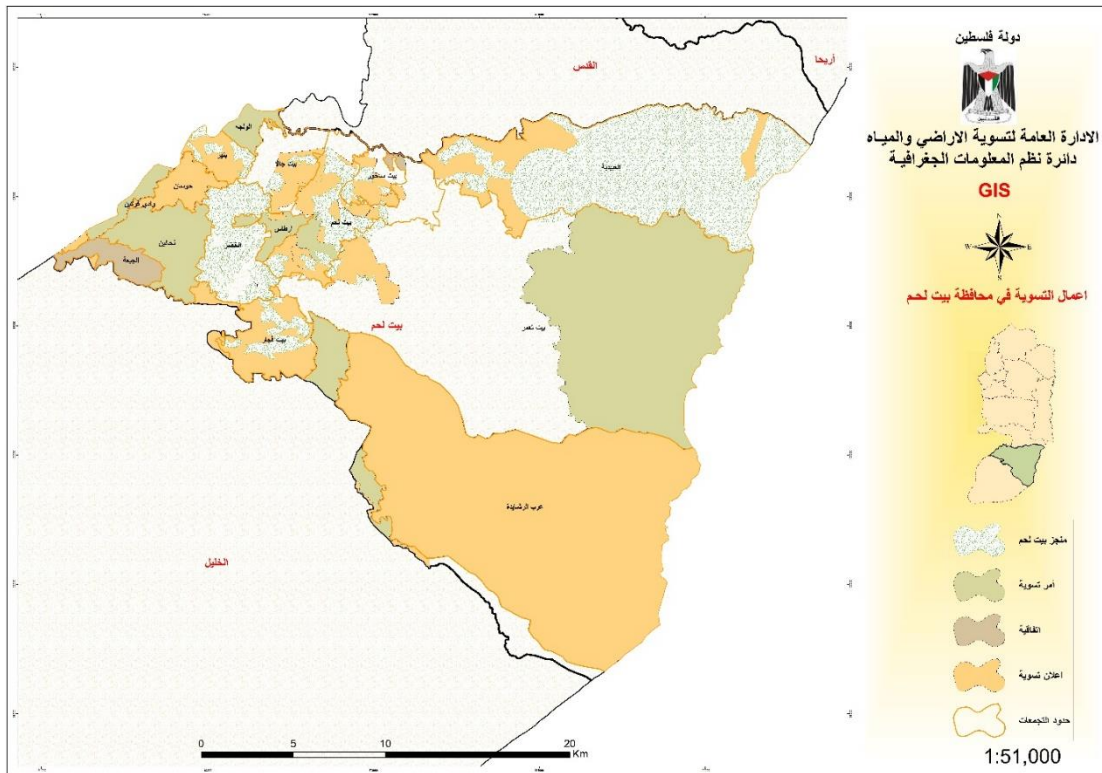 دولة فلسطين
فلسطين
الادارة العامة لتسوية الاراضي والمياه
دائرة نظم المعلومات الجغرافية
GIS
N
W E
S
اعمال التسوية في محافظة بيت لحم
منجز بيت لحم
امر تسوية
اتفاقية
اعلان تسوية
حدود التجمعات
1:51,000
أريحا
القدس
الولجه
بتير
بيت جالا
العبيدية
حوسان
بيت ساحور
وادي فوكين
نحالين
الخضر
ارطاس
بيت لحم
الجبعة
بيت لحم
بيت تعمر
بيت فجار
عرب الرشايدة
الخليل
0 5 10 20
Km